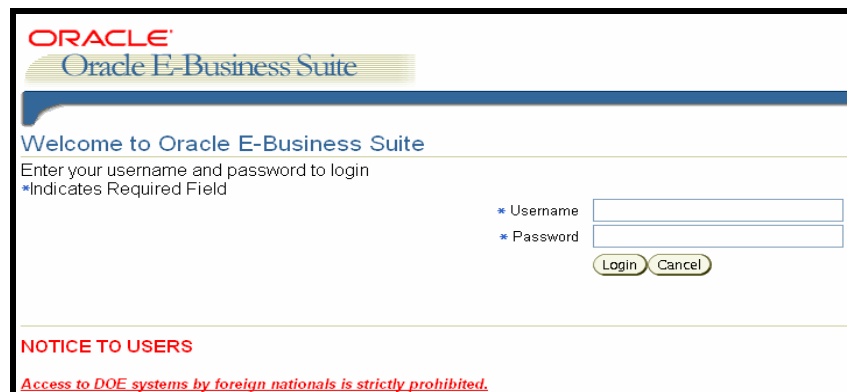 ORACLE
Oracle E-Business Suite
Welcome to Oracle E-Business Suite
Enter your username and password to login
*Indicates Required Field
* Username
* Password
Login Cancel
NOTICE TO USERS
Access to DOE systems by foreign nationals is strictly prohibited.